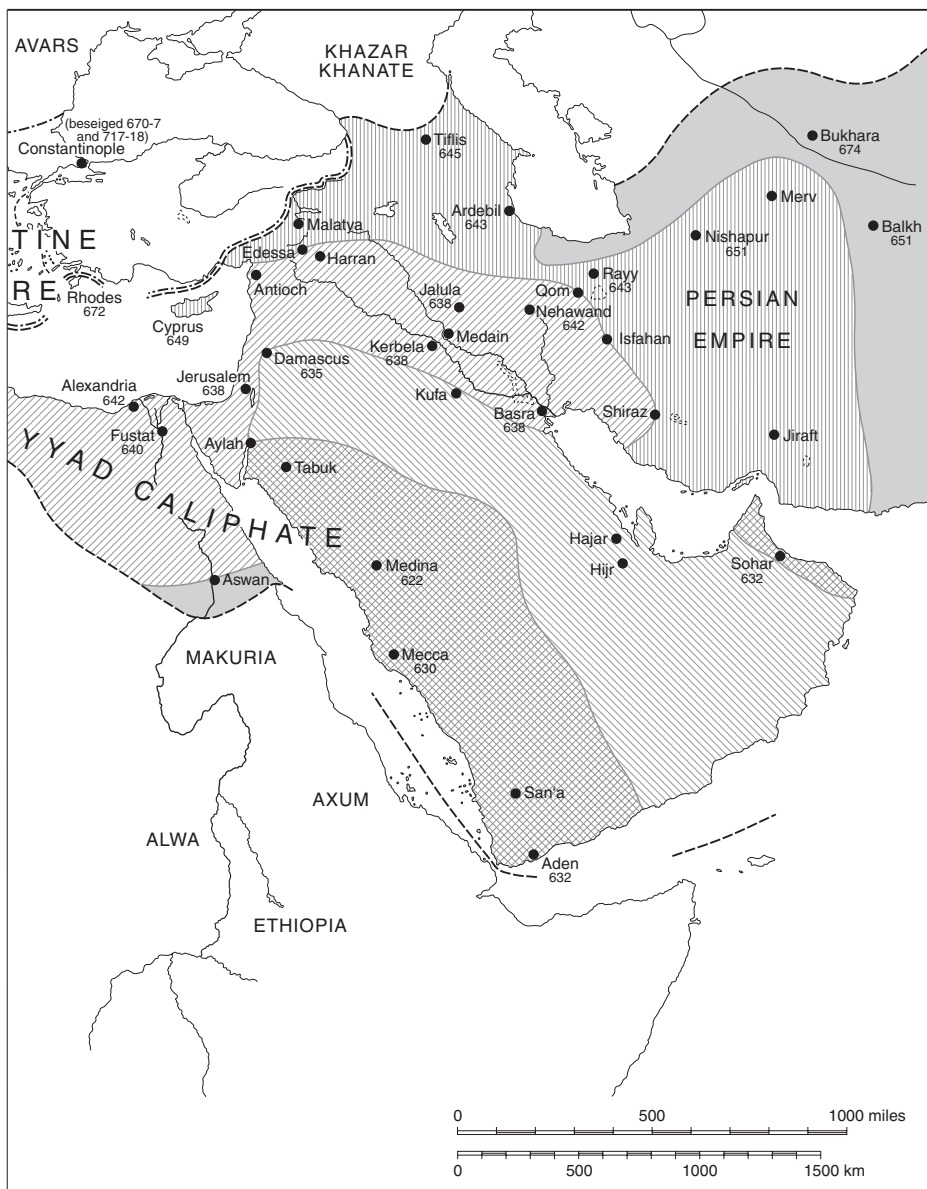 AVARS
KHAZAR
KHANATE
(beseiged 670-7
and 717-18)
Constantinople
Tiflis
645
Bukhara
674
Merv
Ardebil
643
Malatya
Balkh
651
Nishapur
651
TINE
Edessa
Harran
RE
Rhodes
672
Antioch
Rayy
643
Qom
PERSIAN
EMPIRE
Jalula
638
Nehawand
642
Cyprus
649
Medain
Isfahan
Kerbela
638
Damascus
635
Jerusalem
638
Alexandria
642
Kufa
Basra
638
Shiraz
Fustat
640
Aylah
Jiraft
YYAD CALIPHATE
Tabuk
Hajar
Hijr
Sohar
632
Medina
622
Aswan
MAKURIA
Mecca
630
AXUM
San'a
ALWA
Aden
632
ETHIOPIA
0 500 1000 miles
0 500 1000 1500 km